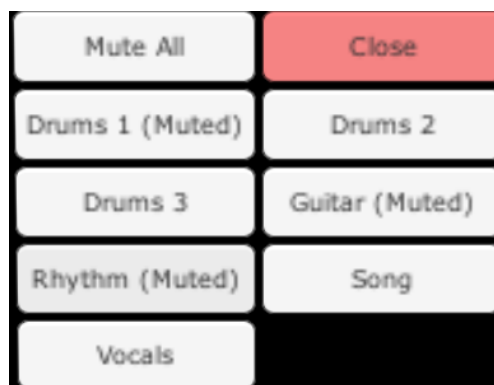 Mute All
Close
Drums 1 (Muted)
Drums 2
Drums 3
Guitar (Muted)
Rhythm (Muted)
Song
Vocals